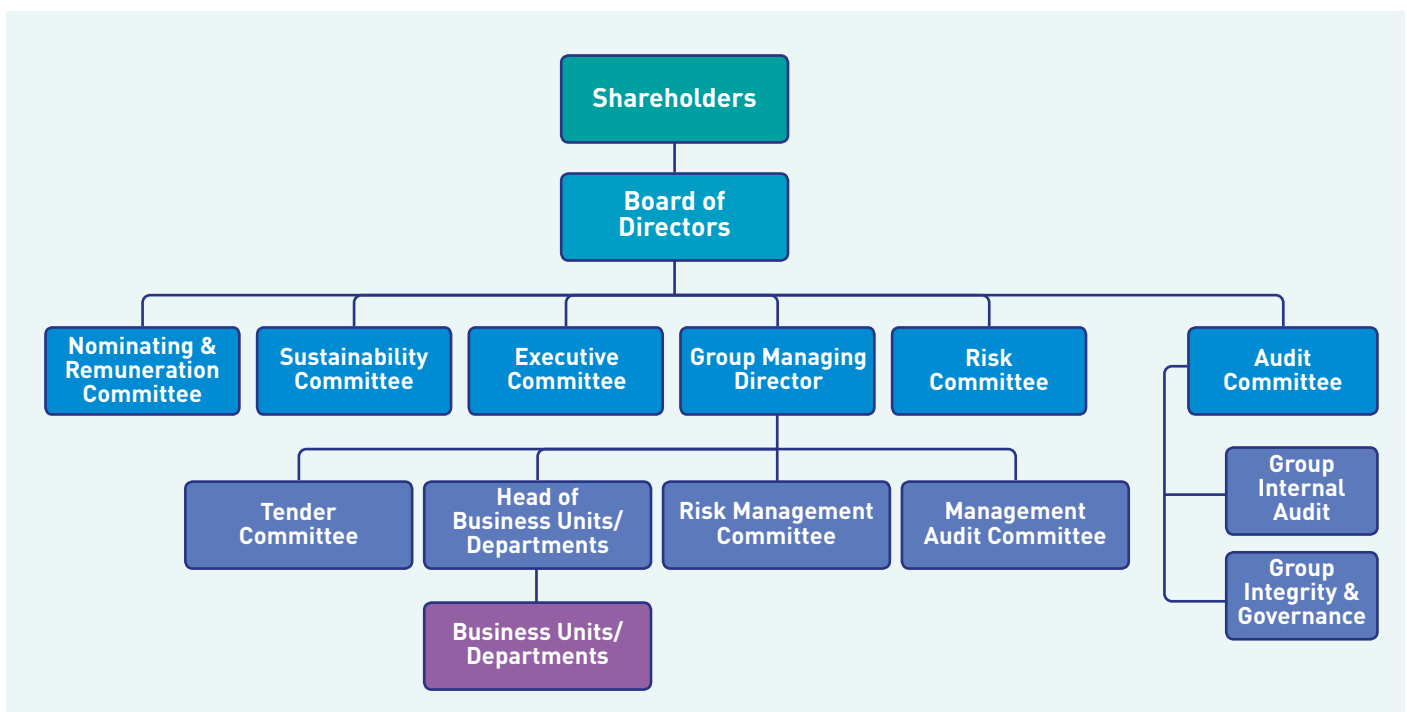 Shareholders
Board of
Directors
Nominating &
Remuneration
Committee
Sustainability
Committee
Executive
Committee
Group Managing
Director
Risk
Committee
Audit
Committee
Tender
Committee
Head of
Business Units/
Departments
Risk Management
Committee
Management
Audit Committee
Group
Internal
Audit
Group
Integrity &
Governance
Business Units/
Departments